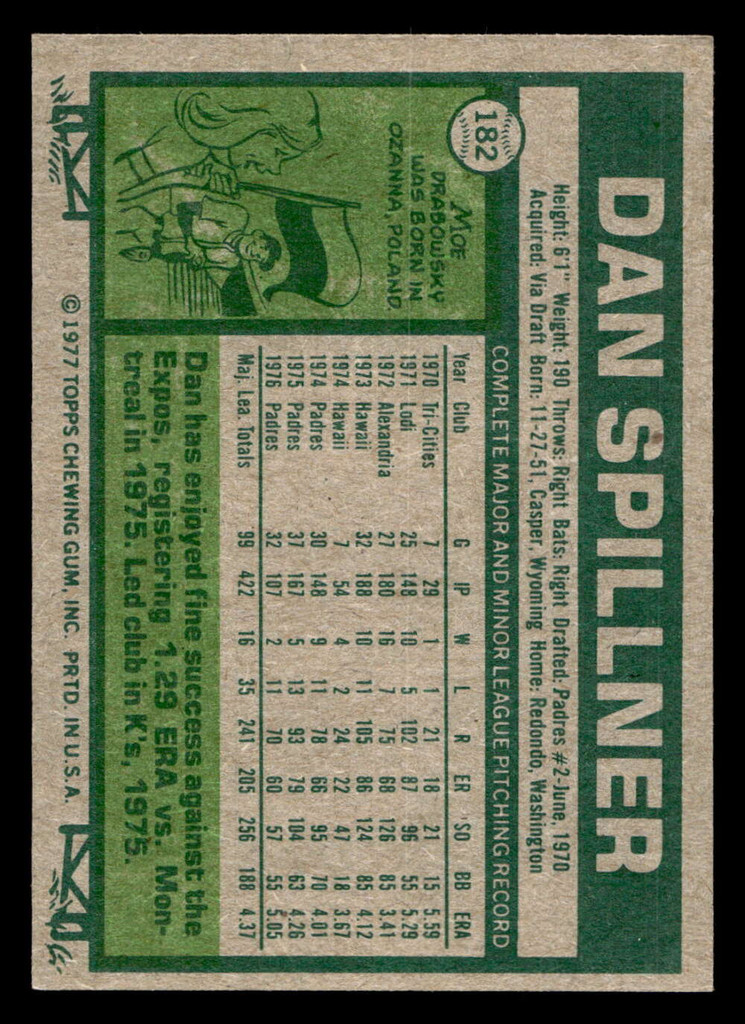 182
DAN SPILLNER
Height: 6'1" Weight: 190 Throws: Right Bats: Right Drafted: Padres #2-June, 1970
Acquired: Via Draft Born: 11-27-51, Casper, Wyoming Home: Redondo, Washington
MOE
DRABOWSKY
WAS BORN IN
OZANNA, POLAND.
COMPLETE MAJOR AND MINOR LEAGUE PITCHING RECORD
Year Club G IP W L R ER SO BB ERA
1970 Tri-Cities 7 29 1 1 21 18 21 15 5.59
1971 Lodi 25 148 10 5 102 87 96 55 5.29
1972 Alexandria 27 180 16 7 75 68 126 85 3.41
1973 Hawaii 32 188 10 11 105 86 124 85 4.12
1974 Hawaii 7 54 4 2 24 22 47 18 3.67
1974 Padres 30 148 9 11 78 66 95 70 4.01
1975 Padres 37 167 5 13 93 79 104 63 4.26
1976 Padres 32 107 2 11 70 60 57 55 5.05
Maj. Lea. Totals 99 422 16 35 241 205 256 188 4.37
Dan has enjoyed fine success against the
Expos, registering 1.29 ERA vs. Mon-
treal in 1975. Led club in K's, 1975.
© 1977 TOPPS CHEWING GUM, INC. PRTD. IN U.S.A.